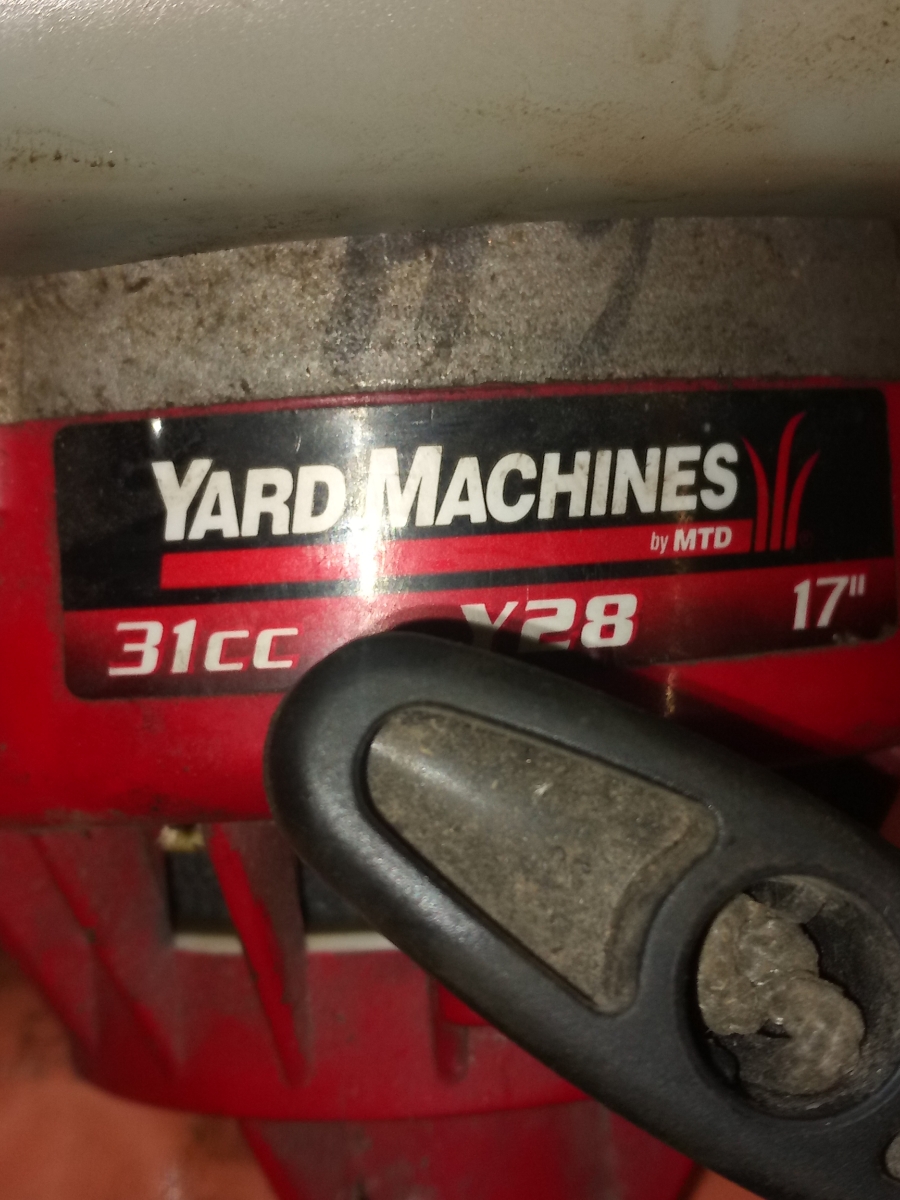 YARD MACHINES
by MTD
31cc Y28 17"